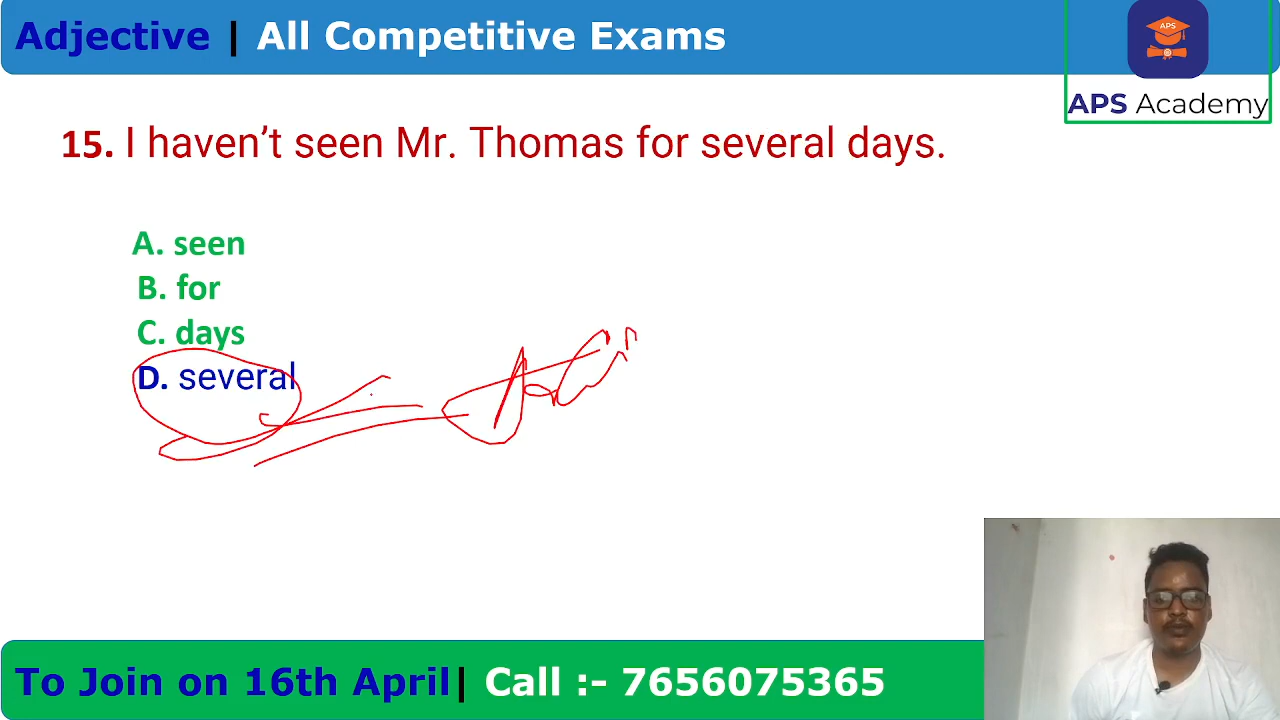 Adjective | All Competitive Exams
APS
APS Academy
15. I haven't seen Mr. Thomas for several days.
A. seen
B. for
C. days
D. several
To Join on 16th April| Call :- 7656075365